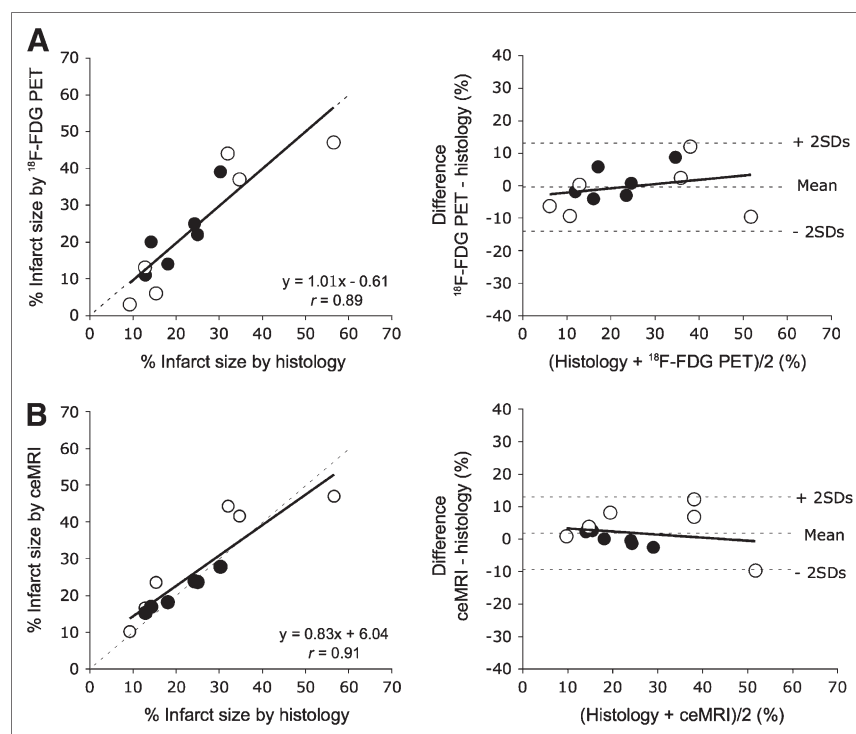 A
% Infarct size by ¹⁸F-FDG PET
70
60
50
40
30
20
10
0
0 10 20 30 40 50 60 70
% Infarct size by histology
y = 1.01x - 0.61
r = 0.89
Difference
¹⁸F-FDG PET - histology (%)
40
30
20
10
0
-10
-20
-30
-40
0 10 20 30 40 50 60 70
(Histology + ¹⁸F-FDG PET)/2 (%)
+ 2SDs
Mean
- 2SDs
B
% Infarct size by ceMRI
70
60
50
40
30
20
10
0
0 10 20 30 40 50 60 70
% Infarct size by histology
y = 0.83x + 6.04
r = 0.91
Difference
ceMRI - histology (%)
40
30
20
10
0
-10
-20
-30
-40
0 10 20 30 40 50 60 70
(Histology + ceMRI)/2 (%)
+ 2SDs
Mean
- 2SDs